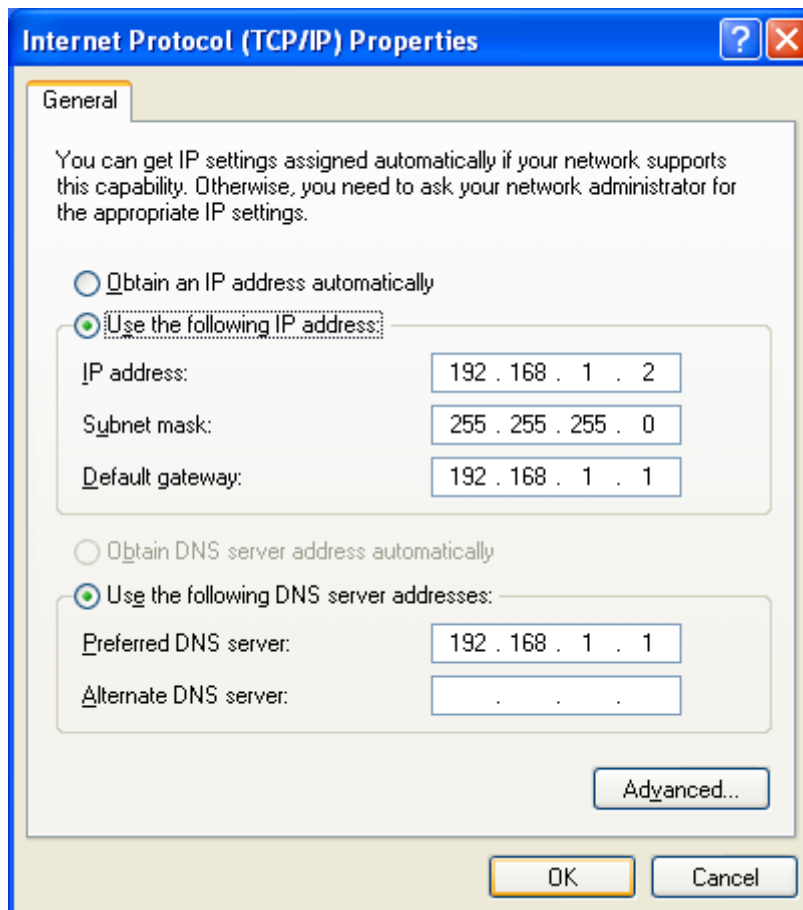 Internet Protocol (TCP/IP) Properties
General
You can get IP settings assigned automatically if your network supports
this capability. Otherwise, you need to ask your network administrator for
the appropriate IP settings.
Obtain an IP address automatically
Use the following IP address:
IP address: 192 . 168 . 1 . 2
Subnet mask: 255 . 255 . 255 . 0
Default gateway: 192 . 168 . 1 . 1
Obtain DNS server address automatically
Use the following DNS server addresses:
Preferred DNS server: 192 . 168 . 1 . 1
Alternate DNS server: . . .
Advanced...
OK Cancel